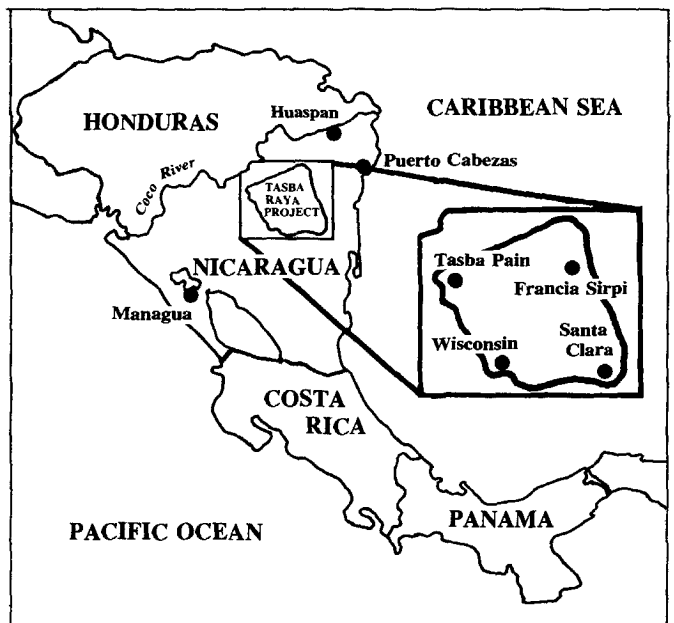 HONDURAS
Huaspan
CARIBBEAN SEA
Coco River
Puerto Cabezas
TASBA
RAYA
PROJECT
NICARAGUA
Managua
Tasba Pain
Francia Sirpi
Wisconsin
Santa
Clara
COSTA
RICA
PANAMA
PACIFIC OCEAN